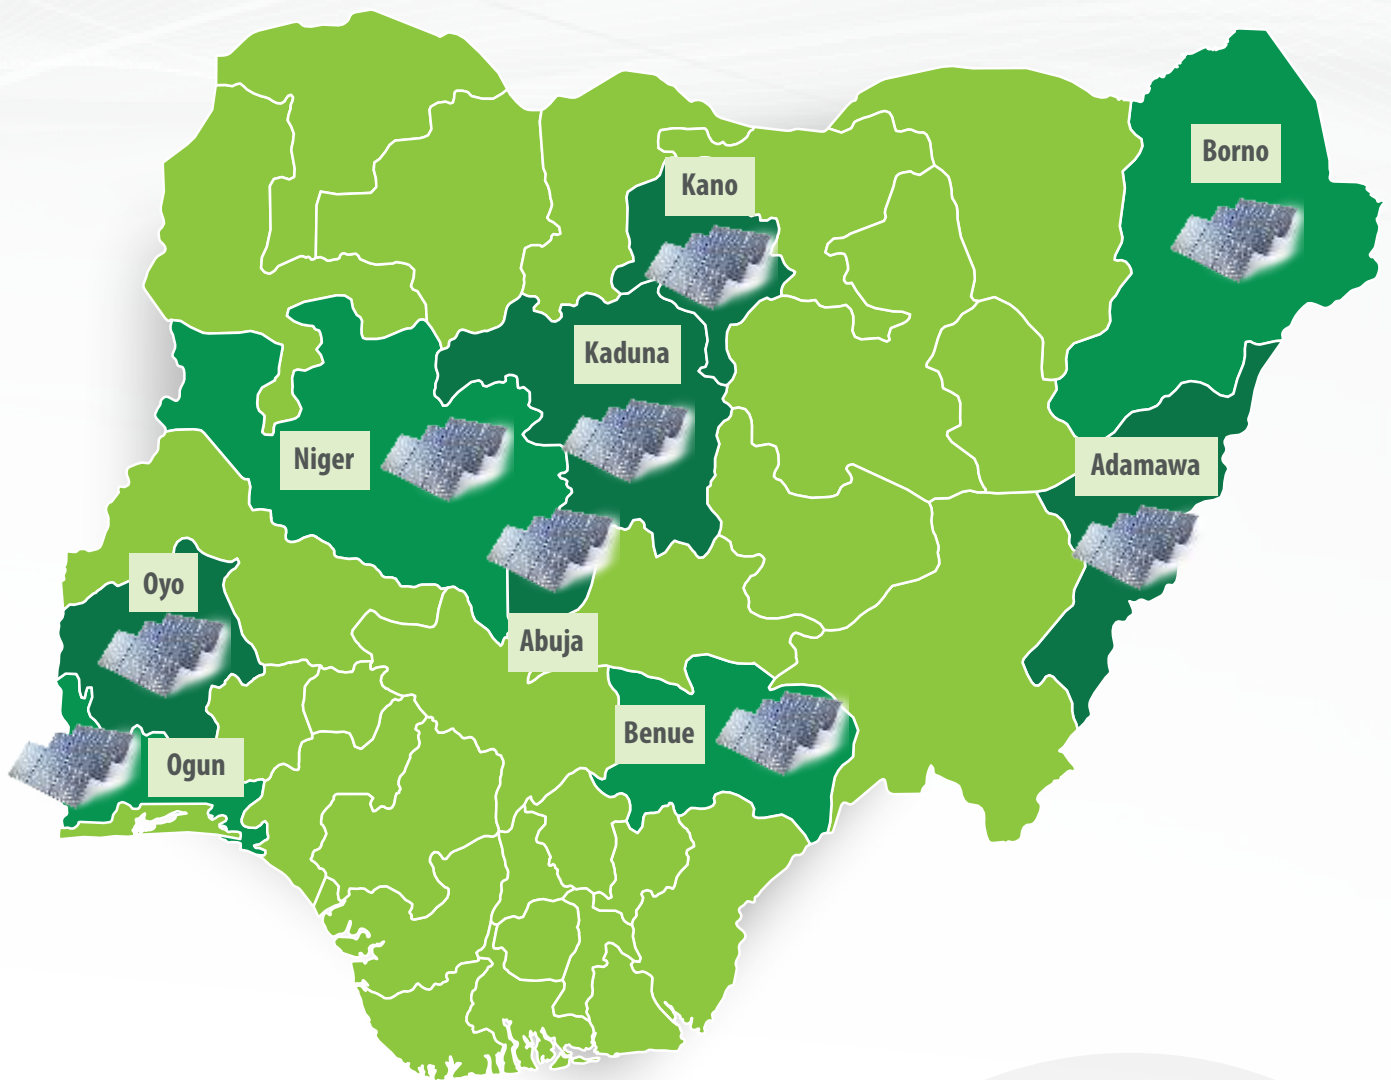 Borno
Kano
Kaduna
Niger
Adamawa
Oyo
Abuja
Benue
Ogun